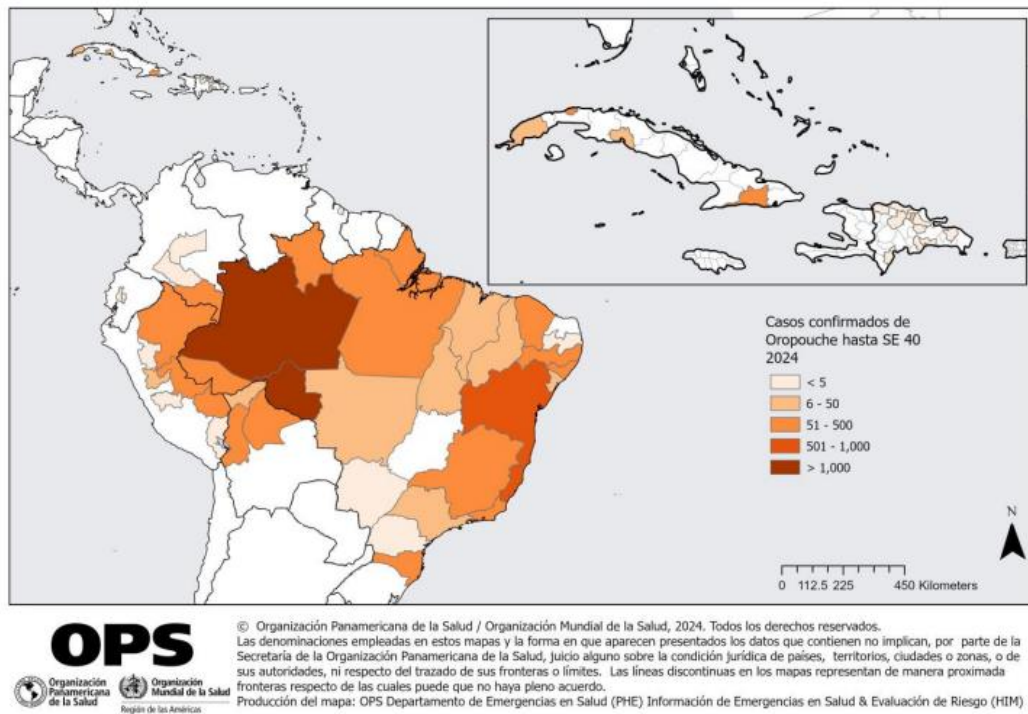 Casos confirmados de
Oropouche hasta SE 40
2024
< 5
6 - 50
51 - 500
501 - 1,000
> 1,000
N
0 112.5 225 450 Kilometers
OPS
Organización
Panamericana
de la Salud
Organización
Mundial de la Salud
Región de las Américas
© Organización Panamericana de la Salud / Organización Mundial de la Salud, 2024. Todos los derechos reservados.
Las denominaciones empleadas en estos mapas y la forma en que aparecen presentados los datos que contienen no implican, por parte de la
Secretaría de la Organización Panamericana de la Salud, juicio alguno sobre la condición jurídica de países, territorios, ciudades o zonas, o de
sus autoridades, ni respecto del trazado de sus fronteras o límites. Las líneas discontinuas en los mapas representan de manera aproximada
fronteras respecto de las cuales puede que no haya pleno acuerdo.
Producción del mapa: OPS Departamento de Emergencias en Salud (PHE) Información de Emergencias en Salud & Evaluación de Riesgo (HIM)